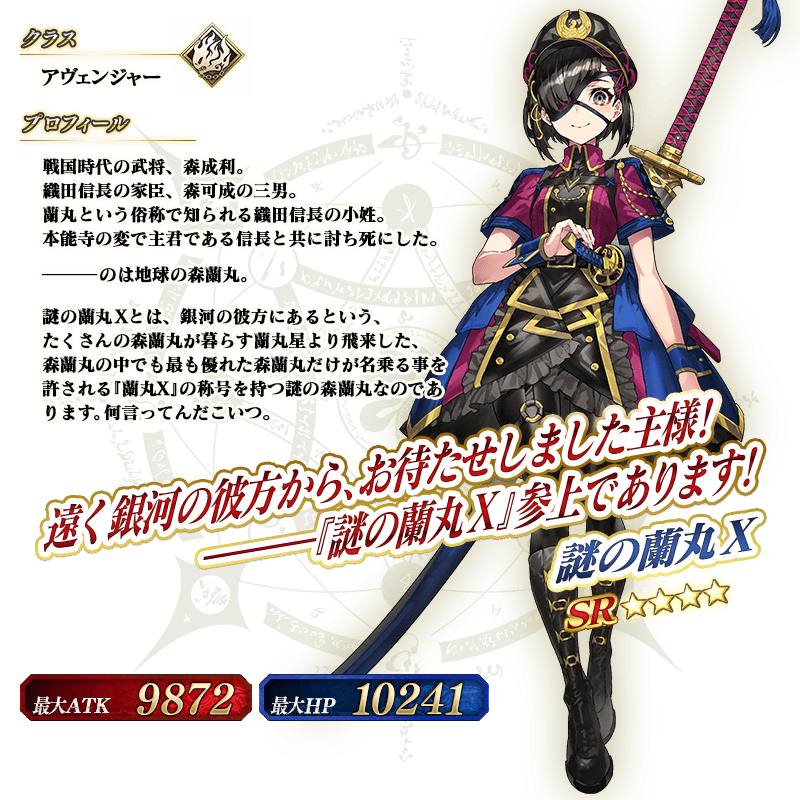 クラス
アヴェンジャー
プロフィール
戦国時代の武将、森成利。
織田信長の家臣、森可成の三男。
蘭丸という俗称で知られる織田信長の小姓。
本能寺の変で主君である信長と共に討ち死にした。
―――のは地球の森蘭丸。
謎の蘭丸Xとは、銀河の彼方にあるという、
たくさんの森蘭丸が暮らす蘭丸星より飛来した、
森蘭丸の中でも最も優れた森蘭丸だけが名乗る事を
許される『蘭丸X』の称号を持つ謎の森蘭丸なのであ
ります。何言ってんだこいつ。
遠く銀河の彼方から、お待たせしました主様!
―――『謎の蘭丸X』参上であります!
謎の蘭丸X
SR
最大ATK 9872
最大HP 10241